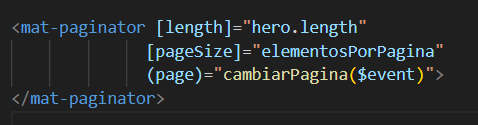 <mat-paginator [length]="hero.length"
[pageSize]="elementosPorPagina"
(page)="cambiarPagina($event)">
</mat-paginator>